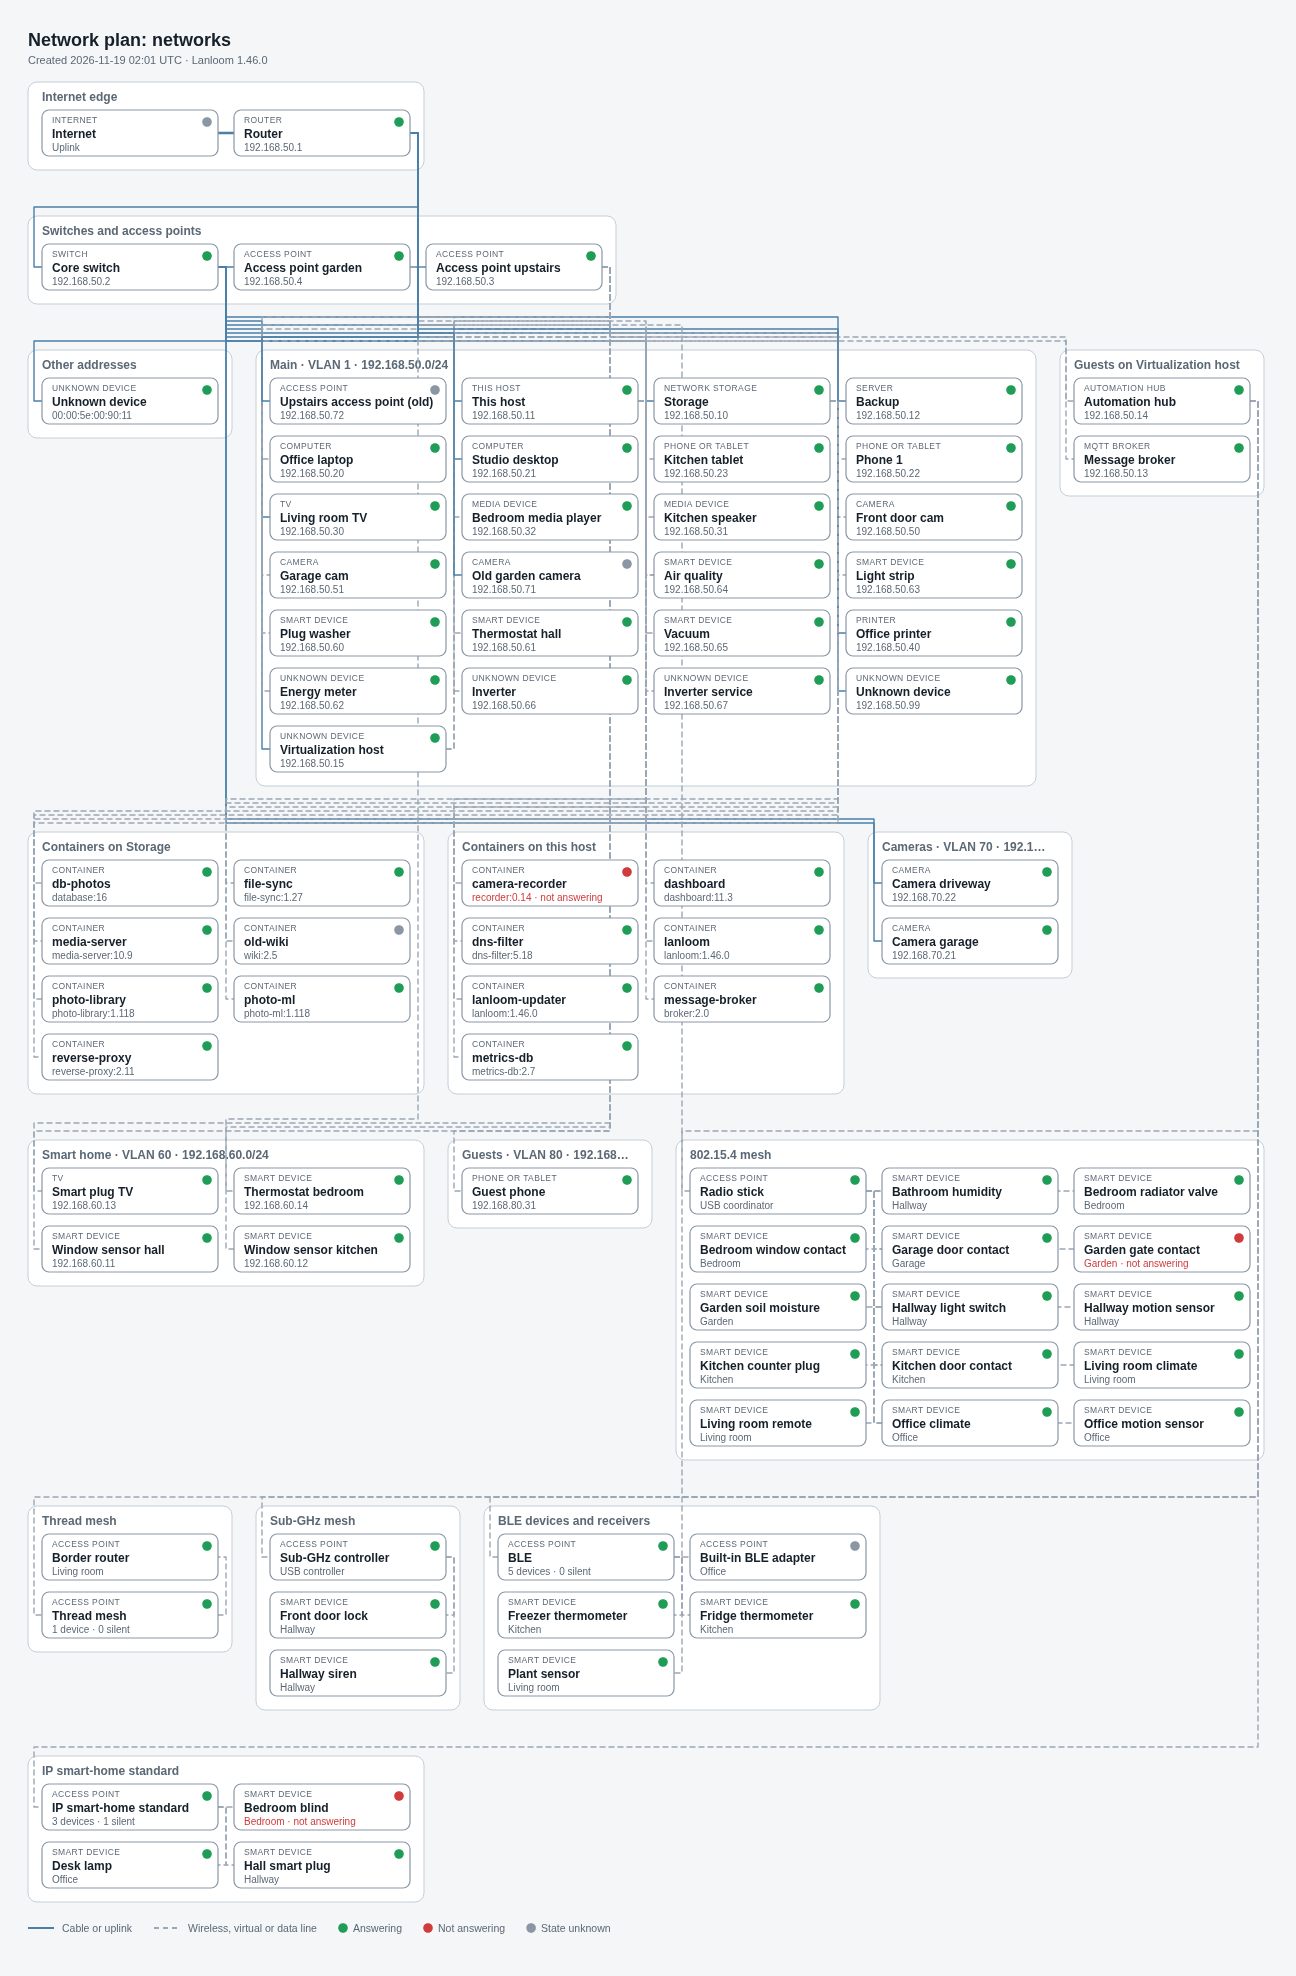 Network plan: networks
Created 2026-11-19 02:01 UTC · Lanloom 1.46.0
Internet edge
INTERNET
Internet
Uplink
ROUTER
Router
192.168.50.1
Switches and access points
SWITCH
Core switch
192.168.50.2
ACCESS POINT
Access point garden
192.168.50.4
ACCESS POINT
Access point upstairs
192.168.50.3
Other addresses
UNKNOWN DEVICE
Unknown device
00:00:5e:00:90:11
Main · VLAN 1 · 192.168.50.0/24
ACCESS POINT
Upstairs access point (old)
192.168.50.72
THIS HOST
This host
192.168.50.11
NETWORK STORAGE
Storage
192.168.50.10
SERVER
Backup
192.168.50.12
COMPUTER
Office laptop
192.168.50.20
COMPUTER
Studio desktop
192.168.50.21
PHONE OR TABLET
Kitchen tablet
192.168.50.23
PHONE OR TABLET
Phone 1
192.168.50.22
TV
Living room TV
192.168.50.30
MEDIA DEVICE
Bedroom media player
192.168.50.32
MEDIA DEVICE
Kitchen speaker
192.168.50.31
CAMERA
Front door cam
192.168.50.50
CAMERA
Garage cam
192.168.50.51
CAMERA
Old garden camera
192.168.50.71
SMART DEVICE
Air quality
192.168.50.64
SMART DEVICE
Light strip
192.168.50.63
SMART DEVICE
Plug washer
192.168.50.60
SMART DEVICE
Thermostat hall
192.168.50.61
SMART DEVICE
Vacuum
192.168.50.65
PRINTER
Office printer
192.168.50.40
UNKNOWN DEVICE
Energy meter
192.168.50.62
UNKNOWN DEVICE
Inverter
192.168.50.66
UNKNOWN DEVICE
Inverter service
192.168.50.67
UNKNOWN DEVICE
Unknown device
192.168.50.99
UNKNOWN DEVICE
Virtualization host
192.168.50.15
Guests on Virtualization host
AUTOMATION HUB
Automation hub
192.168.50.14
MQTT BROKER
Message broker
192.168.50.13
Containers on Storage
CONTAINER
db-photos
database:16
CONTAINER
file-sync
file-sync:1.27
CONTAINER
media-server
media-server:10.9
CONTAINER
old-wiki
wiki:2.5
CONTAINER
photo-library
photo-library:1.118
CONTAINER
photo-ml
photo-ml:1.118
CONTAINER
reverse-proxy
reverse-proxy:2.11
Containers on this host
CONTAINER
camera-recorder
recorder:0.14 · not answering
CONTAINER
dashboard
dashboard:11.3
CONTAINER
dns-filter
dns-filter:5.18
CONTAINER
lanloom
lanloom:1.46.0
CONTAINER
lanloom-updater
lanloom:1.46.0
CONTAINER
message-broker
broker:2.0
CONTAINER
metrics-db
metrics-db:2.7
Cameras · VLAN 70 · 192.1…
CAMERA
Camera driveway
192.168.70.22
CAMERA
Camera garage
192.168.70.21
Smart home · VLAN 60 · 192.168.60.0/24
TV
Smart plug TV
192.168.60.13
SMART DEVICE
Thermostat bedroom
192.168.60.14
SMART DEVICE
Window sensor hall
192.168.60.11
SMART DEVICE
Window sensor kitchen
192.168.60.12
Guests · VLAN 80 · 192.168…
PHONE OR TABLET
Guest phone
192.168.80.31
802.15.4 mesh
ACCESS POINT
Radio stick
USB coordinator
SMART DEVICE
Bathroom humidity
Hallway
SMART DEVICE
Bedroom radiator valve
Bedroom
SMART DEVICE
Bedroom window contact
Bedroom
SMART DEVICE
Garage door contact
Garage
SMART DEVICE
Garden gate contact
Garden · not answering
SMART DEVICE
Garden soil moisture
Garden
SMART DEVICE
Hallway light switch
Hallway
SMART DEVICE
Hallway motion sensor
Hallway
SMART DEVICE
Kitchen counter plug
Kitchen
SMART DEVICE
Kitchen door contact
Kitchen
SMART DEVICE
Living room climate
Living room
SMART DEVICE
Living room remote
Living room
SMART DEVICE
Office climate
Office
SMART DEVICE
Office motion sensor
Office
Thread mesh
ACCESS POINT
Border router
Living room
ACCESS POINT
Thread mesh
1 device · 0 silent
Sub-GHz mesh
ACCESS POINT
Sub-GHz controller
USB controller
SMART DEVICE
Front door lock
Hallway
SMART DEVICE
Hallway siren
Hallway
BLE devices and receivers
ACCESS POINT
BLE
5 devices · 0 silent
ACCESS POINT
Built-in BLE adapter
Office
SMART DEVICE
Freezer thermometer
Kitchen
SMART DEVICE
Fridge thermometer
Kitchen
SMART DEVICE
Plant sensor
Living room
IP smart-home standard
ACCESS POINT
IP smart-home standard
3 devices · 1 silent
SMART DEVICE
Bedroom blind
Bedroom · not answering
SMART DEVICE
Desk lamp
Office
SMART DEVICE
Hall smart plug
Hallway
Cable or uplink
Wireless, virtual or data line
Answering
Not answering
State unknown